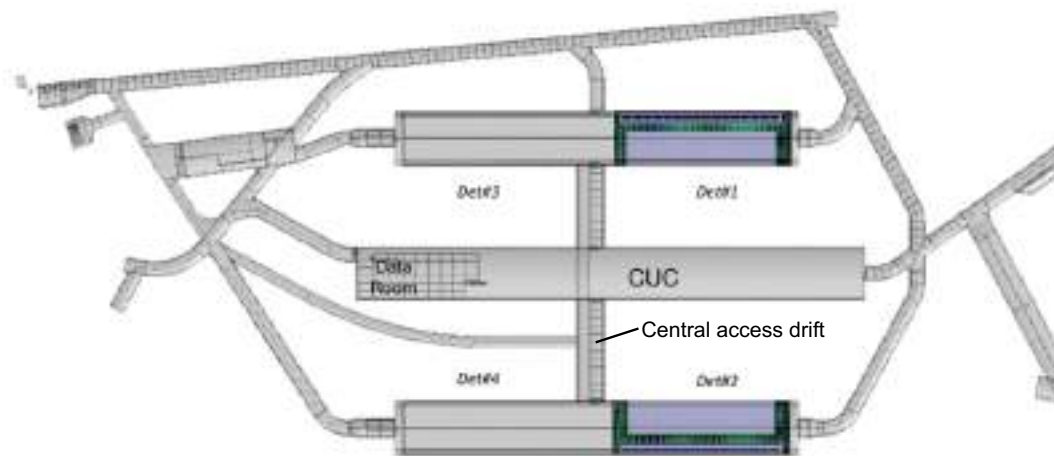 Det#3
Det#1
Data
Room
CUC
Central access drift
Det#4
Det#2